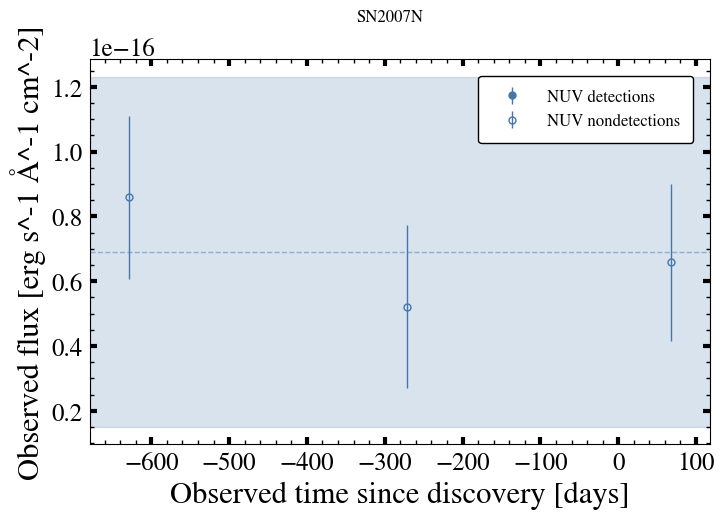 SN2007N
1e−16
Observed flux [erg s^-1 Å^-1 cm^-2]
1.2
1.0
0.8
0.6
0.4
0.2
NUV detections
NUV nondetections
−600 −500 −400 −300 −200 −100 0 100
Observed time since discovery [days]